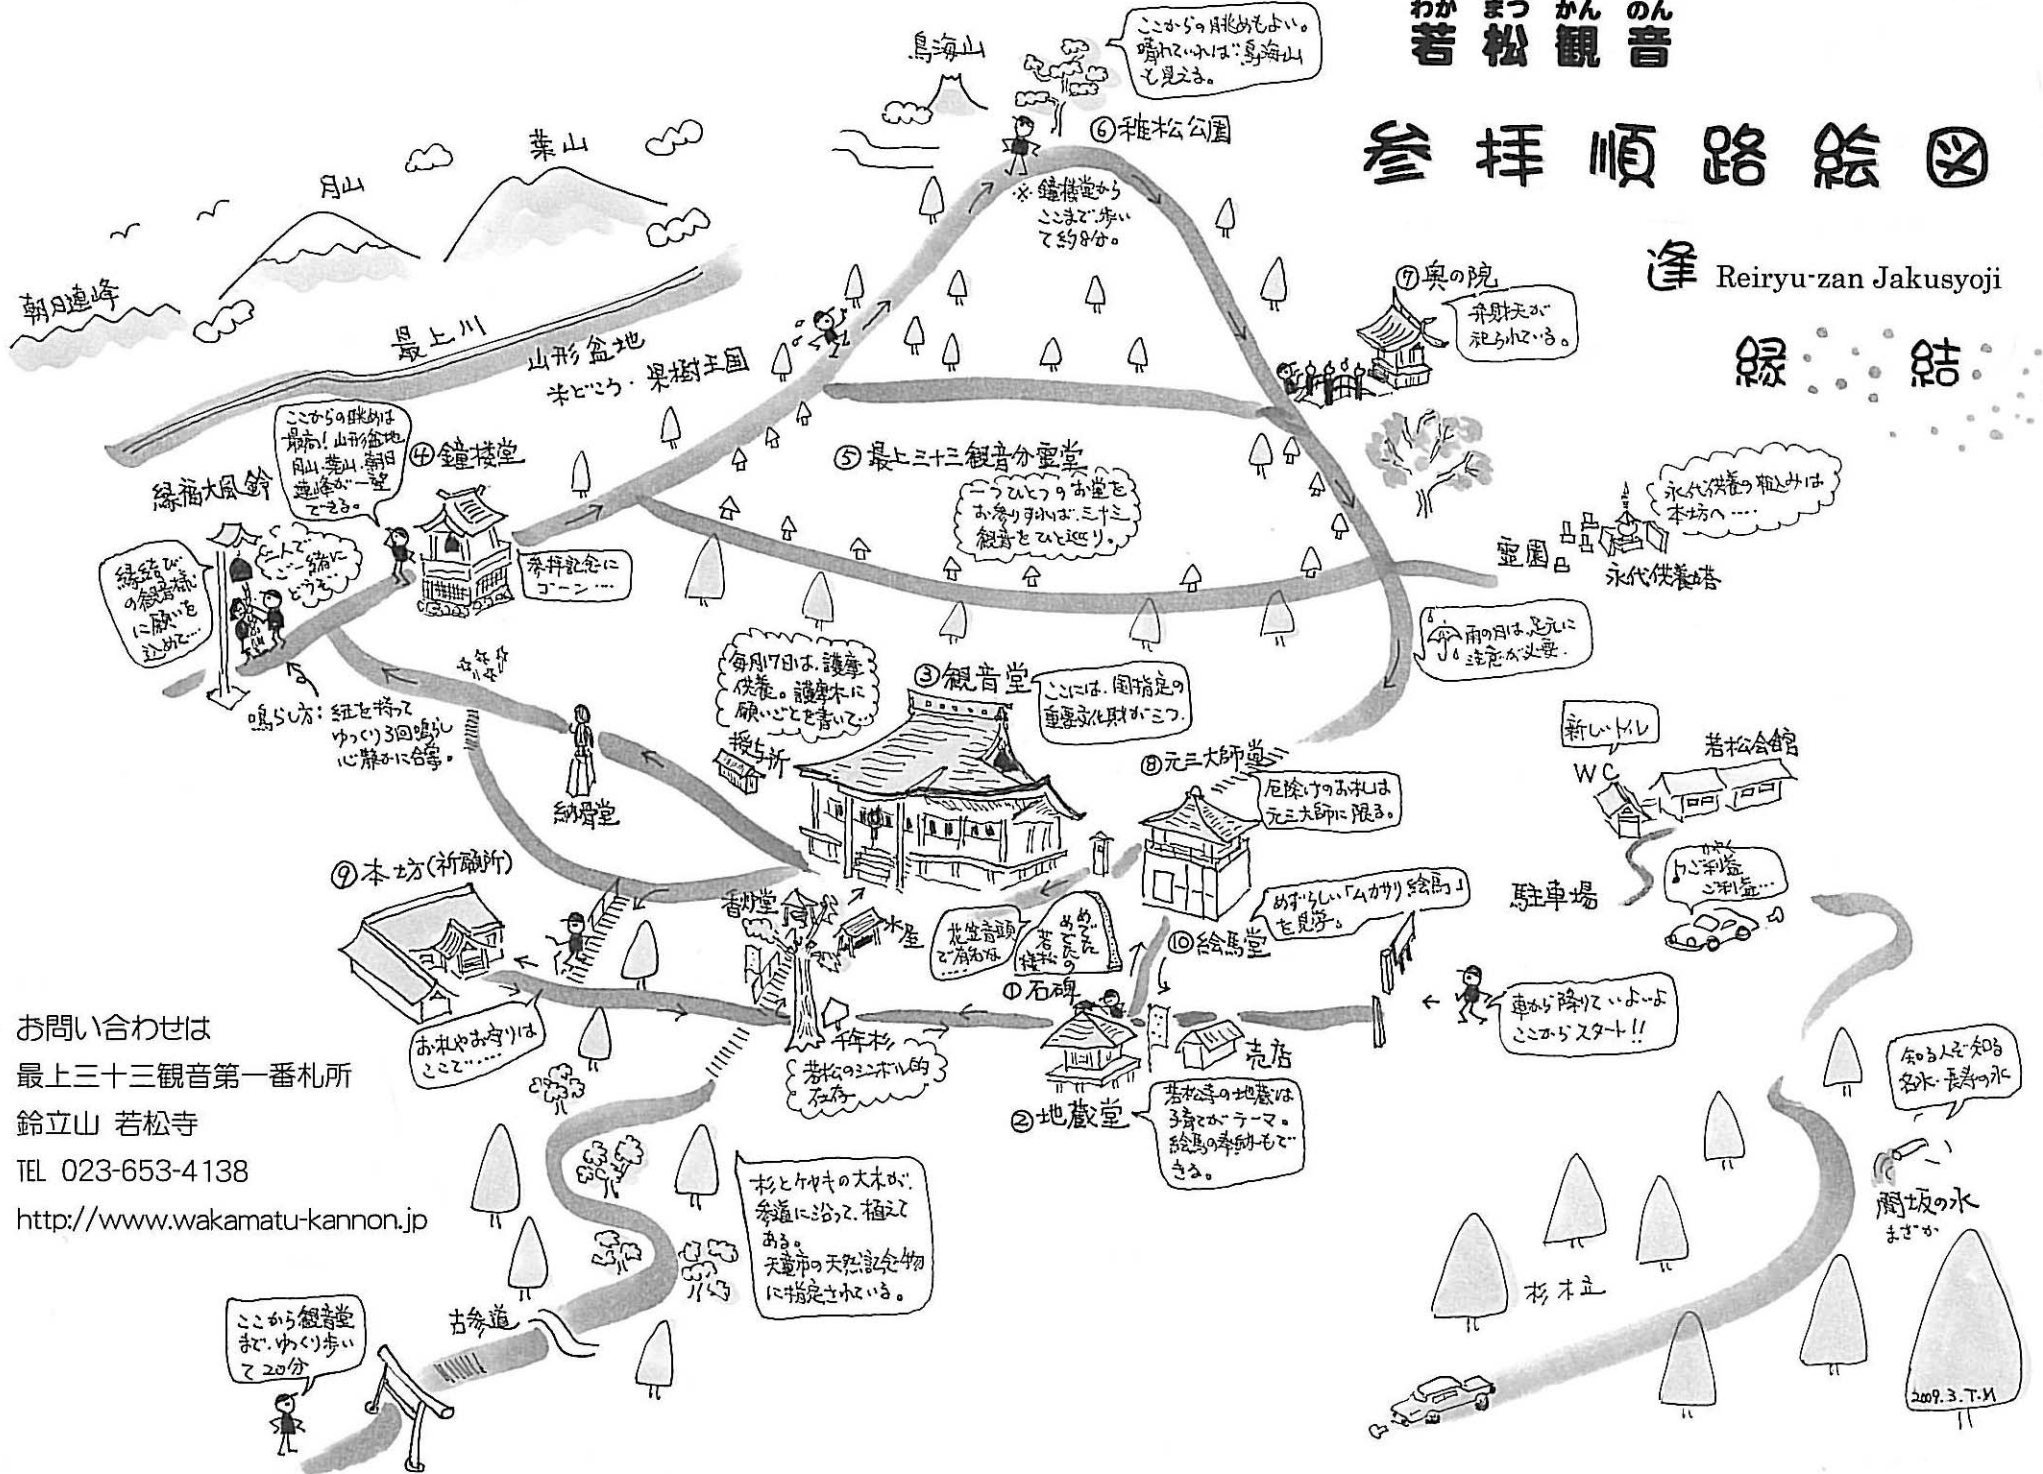 わか まつ かん のん
若松観音
参拝順路絵図
逢 Reiryu-zan Jakusyoji
縁 結
ここからの眺めもよい。
晴れていれば鳥海山
も見える。
鳥海山
⑥稚松公園
※鐘楼堂から
ここまで歩い
て約8分。
葉山
月山
朝日連峰
最上川
山形盆地
米どころ・果樹王国
⑦奥の院
弁財天が
祀られている。
ここからの眺めは
最高!山形盆地
月山、葉山、朝日
連峰が一望
できる。
④鐘楼堂
参拝記念に
ゴーン‥‥
縁福大風鈴
二人で
ご一緒に
どうぞ
縁結び
の観音様
に願いを
込めて…
鳴らし方:紐を持って
ゆっくり3回鳴らし
心静かに合掌。
⑤最上三十三観音分霊堂
一つひとつのお堂を
お参りすれば、三十三
観音をひと巡り。
永代供養の申込みは
本坊へ‥‥
霊園
永代供養塔
雨の日は、足元に
注意が必要。
毎月17日は、護摩
供養。護摩木に
願いごとを書いて…
③観音堂
ここには、国指定の
重要文化財が三つ。
授与所
納骨堂
⑧元三大師堂
厄除けのお札は
元三大師に限る。
新しいトイレ
WC
若松会館
駐車場
ご利益
ご利益…
⑨本坊(祈願所)
お札やお守りは
ここで‥‥‥
香炉堂
水屋
花笠音頭
で有名な
‥‥
めでた
めでたの
若松
様
①石碑
めずらしい「ムカサリ絵馬」
を見学。
⑩絵馬堂
車から降りていよいよ
ここからスタート!!
千年杉
若松のシンボル的
存在
売店
②地蔵堂
若松寺の地蔵は
子育てがテーマ。
絵馬の奉納もで
きる。
お問い合わせは
最上三十三観音第一番札所
鈴立山 若松寺
TEL 023-653-4138
http://www.wakamatu-kannon.jp
杉とケヤキの大木が、
参道に沿って、植えて
ある。
天童市の天然記念物
に指定されている。
古参道
ここから観音堂
まで、ゆっくり歩い
て20分
知る人ぞ知る
名水・長寿の水
の水
まざか
杉木立
2009.3.T.M